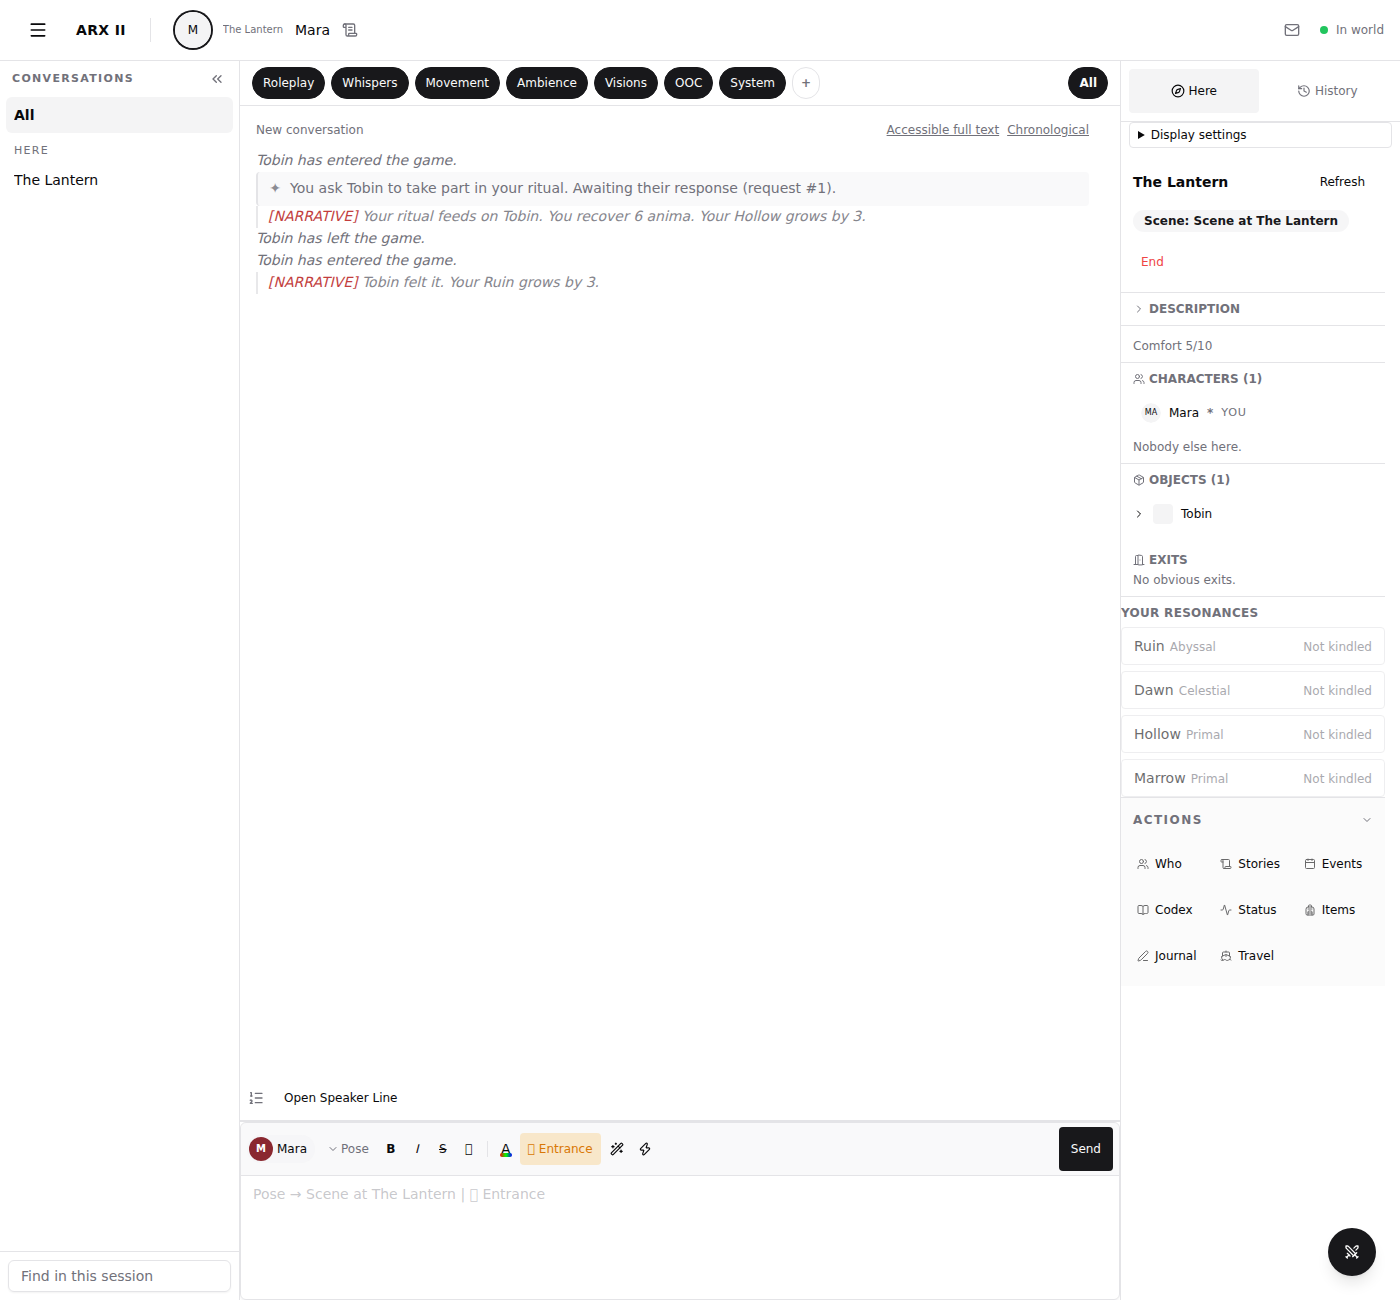 ARX II
M
The Lantern
Mara
In world
CONVERSATIONS
All
HERE
The Lantern
Find in this session
Roleplay
Whispers
Movement
Ambience
Visions
OOC
System
+
All
New conversation
Accessible full text
Chronological
Tobin has entered the game.
✦ You ask Tobin to take part in your ritual. Awaiting their response (request #1).
[NARRATIVE] Your ritual feeds on Tobin. You recover 6 anima. Your Hollow grows by 3.
Tobin has left the game.
Tobin has entered the game.
[NARRATIVE] Tobin felt it. Your Ruin grows by 3.
Open Speaker Line
M
Mara
Pose
B
I
S
A
Entrance
Send
Pose → Scene at The Lantern | Entrance
Here
History
Display settings
The Lantern
Refresh
Scene: Scene at The Lantern
End
DESCRIPTION
Comfort 5/10
CHARACTERS (1)
MA
Mara * YOU
Nobody else here.
OBJECTS (1)
Tobin
EXITS
No obvious exits.
YOUR RESONANCES
Ruin Abyssal Not kindled
Dawn Celestial Not kindled
Hollow Primal Not kindled
Marrow Primal Not kindled
ACTIONS
Who
Stories
Events
Codex
Status
Items
Journal
Travel